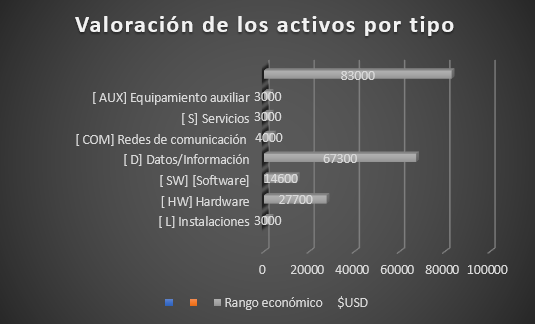 Valoración de los activos por tipo
83000
[ AUX] Equipamiento auxiliar 3000
[ S] Servicios 3000
[ COM] Redes de comunicación 4000
[ D] Datos/Información 67300
[ SW] [Software] 14600
[ HW] Hardware 27700
[ L] Instalaciones 3000
0 20000 40000 60000 80000 100000
Rango económico $USD